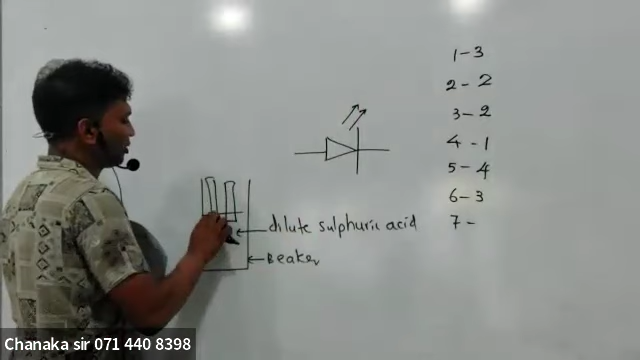 1-3
2-2
3-2
4-1
5-4
6-3
7-
dilute sulphuric acid
Beaker
Chanaka sir 071 440 8398